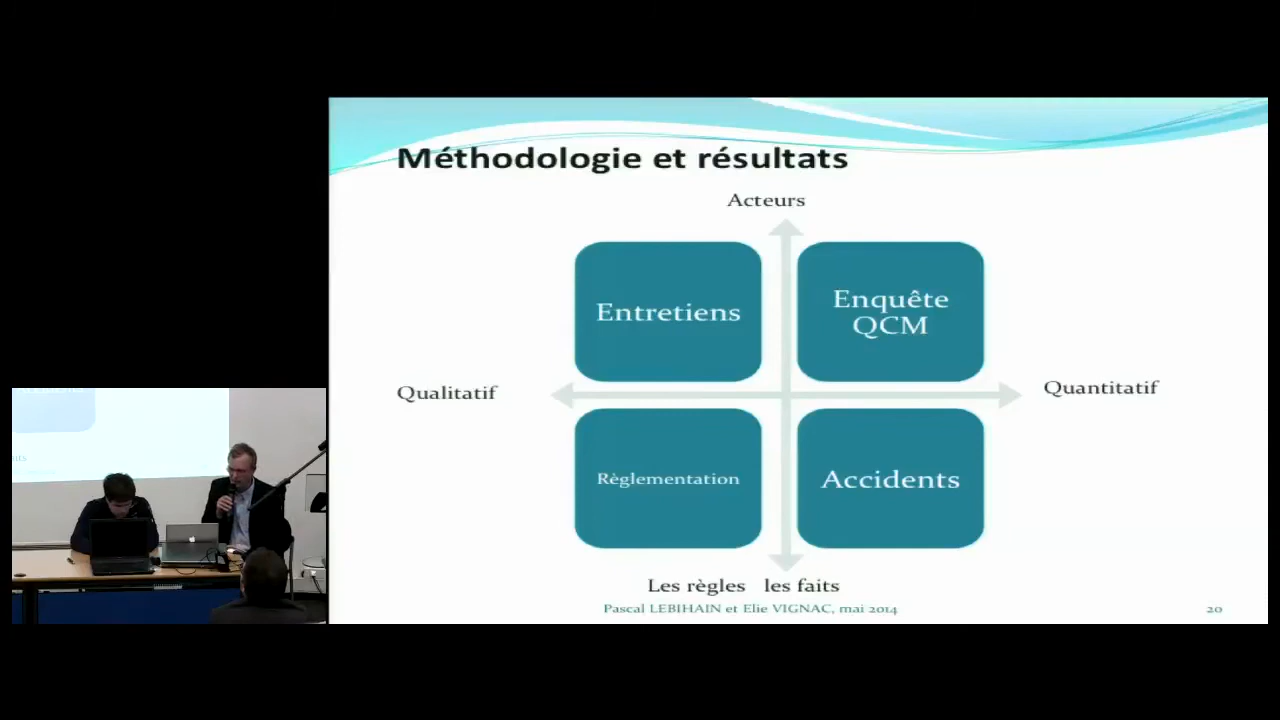 Méthodologie et résultats
Acteurs
Entretiens
Enquête
QCM
Qualitatif
Quantitatif
Règlementation
Accidents
Les règles les faits
Pascal LEBIHAIN et Elie VIGNAC, mai 2014
20